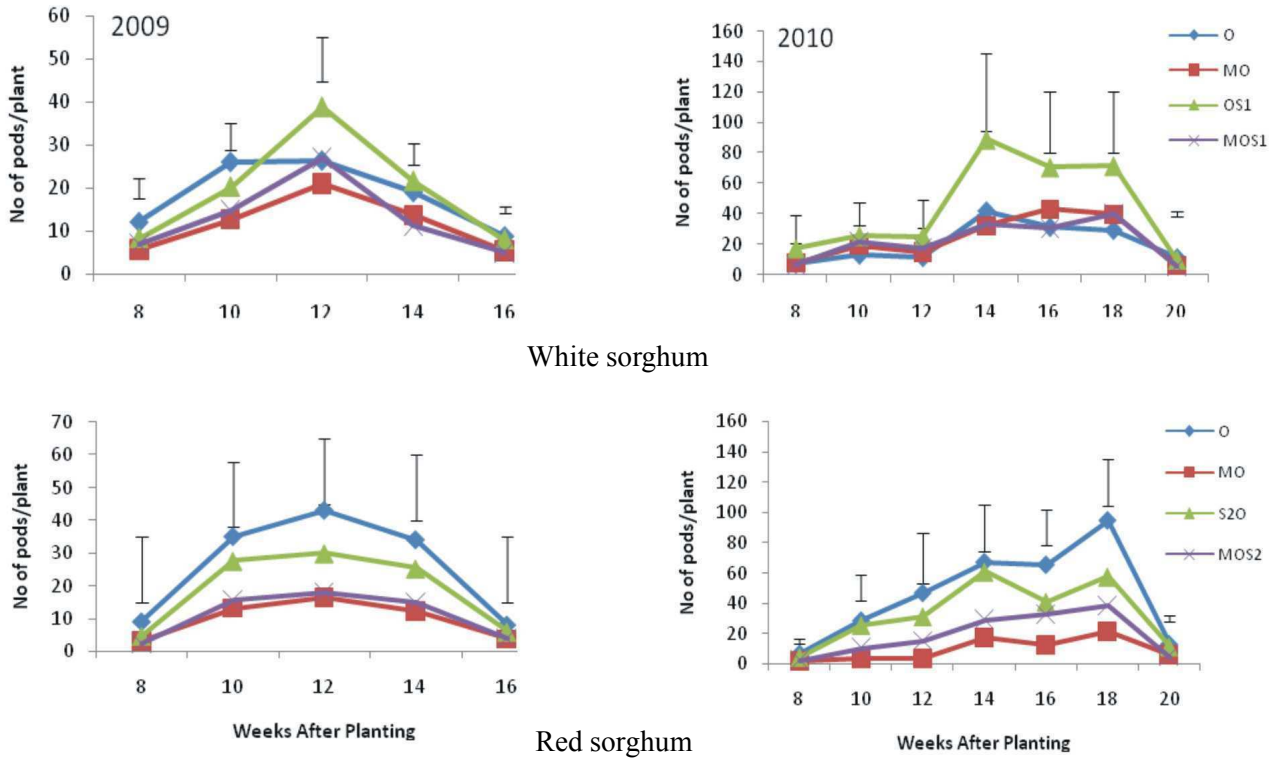 2009
No of pods/plant
60
50
40
30
20
10
0
8 10 12 14 16
2010
No of pods/plant
160
140
120
100
80
60
40
20
0
8 10 12 14 16 18 20
O
MO
OS1
MOS1
White sorghum
No of pods/plant
70
60
50
40
30
20
10
0
8 10 12 14 16
Weeks After Planting
No of pods/plant
160
140
120
100
80
60
40
20
0
8 10 12 14 16 18 20
Weeks After Planting
O
MO
S2O
MOS2
Red sorghum